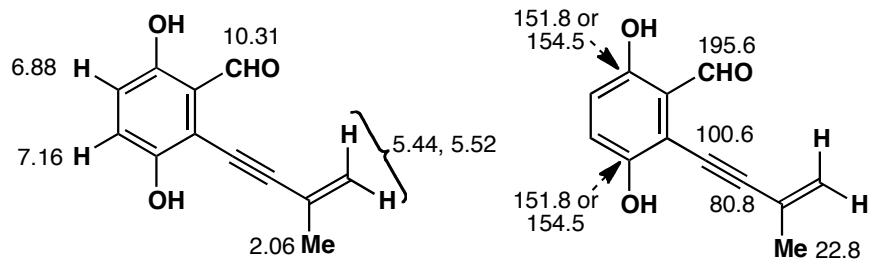 OH
10.31
6.88 H
CHO
7.16 H
H
5.44, 5.52
H
OH
2.06 Me
151.8 or
154.5
OH
195.6
CHO
100.6
H
151.8 or
154.5
OH
80.8
H
Me 22.8